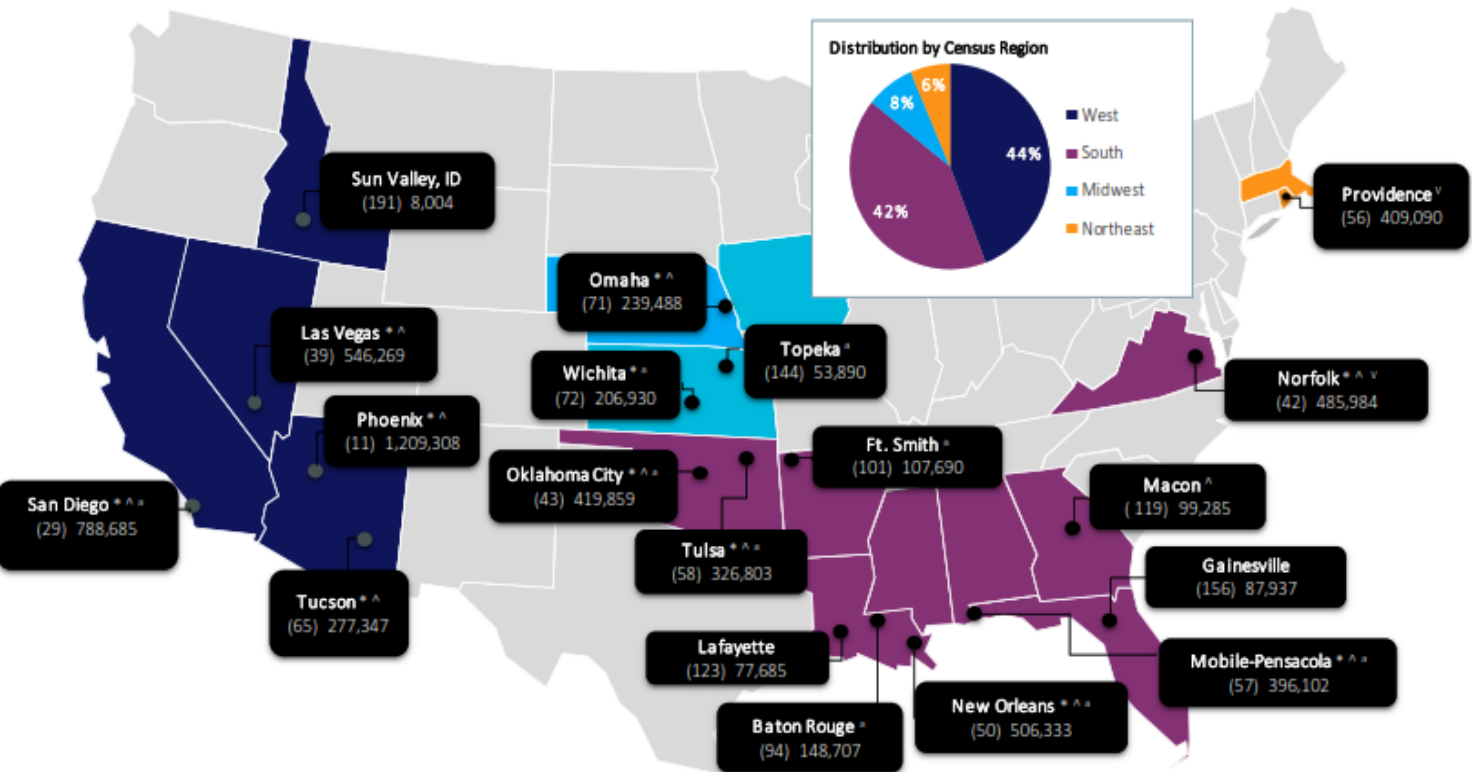 Distribution by Census Region
6%
8%
44%
42%
West
South
Midwest
Northeast
Sun Valley, ID
(191) 8,004
Providence ᵛ
(56) 409,090
Omaha * ^
(71) 239,488
Las Vegas * ^
(39) 546,269
Topeka ᵃ
(144) 53,890
Wichita * ᵃ
(72) 206,930
Norfolk * ^ ᵛ
(42) 485,984
Phoenix * ^
(11) 1,209,308
Ft. Smith ᵃ
(101) 107,690
Oklahoma City * ^ ᵃ
(43) 419,859
Macon ^
( 119) 99,285
San Diego * ^ ᵃ
(29) 788,685
Tulsa * ^ ᵃ
(58) 326,803
Gainesville
(156) 87,937
Tucson * ^
(65) 277,347
Lafayette
(123) 77,685
Mobile-Pensacola * ^ ᵃ
(57) 396,102
New Orleans * ^ ᵃ
(50) 506,333
Baton Rouge ᵃ
(94) 148,707